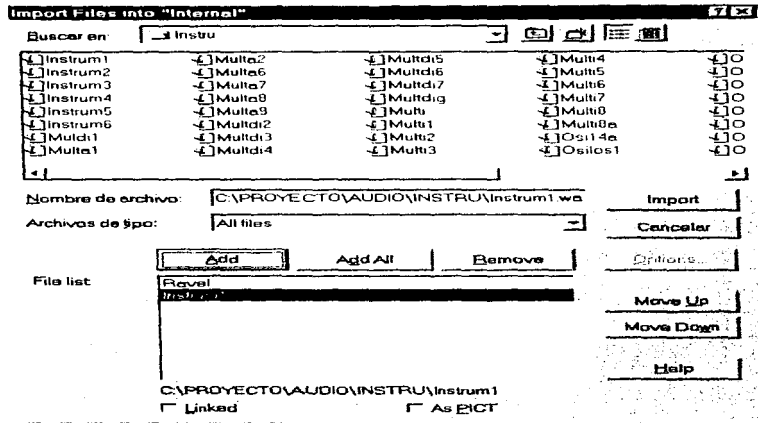 Import Files into "Internal"
Buscar en: Instru
Instrum1 Multa2 Multdi5 Multi4 O
Instrum2 Multa6 Multdi6 Multi5 O
Instrum3 Multa7 Multdi7 Multi6 O
Instrum4 Multa8 Multdig Multi7 O
Instrum5 Multa9 Multi Multi8 O
Instrum6 Multdi2 Multi1 Multi8a O
Muldi1 Multdi3 Multi2 Osi14a O
Multa1 Multdi4 Multi3 Osilos1 O
Nombre de archivo: C:\PROYECTO\AUDIO\INSTRU\Instrum1.wa
Import
Archivos de tipo: All files
Cancelar
Add Add All Remove
Options...
File list:
Ravel
Instrum1
Move Up
Move Down
Help
C:\PROYECTO\AUDIO\INSTRU\Instrum1
Linked As PICT